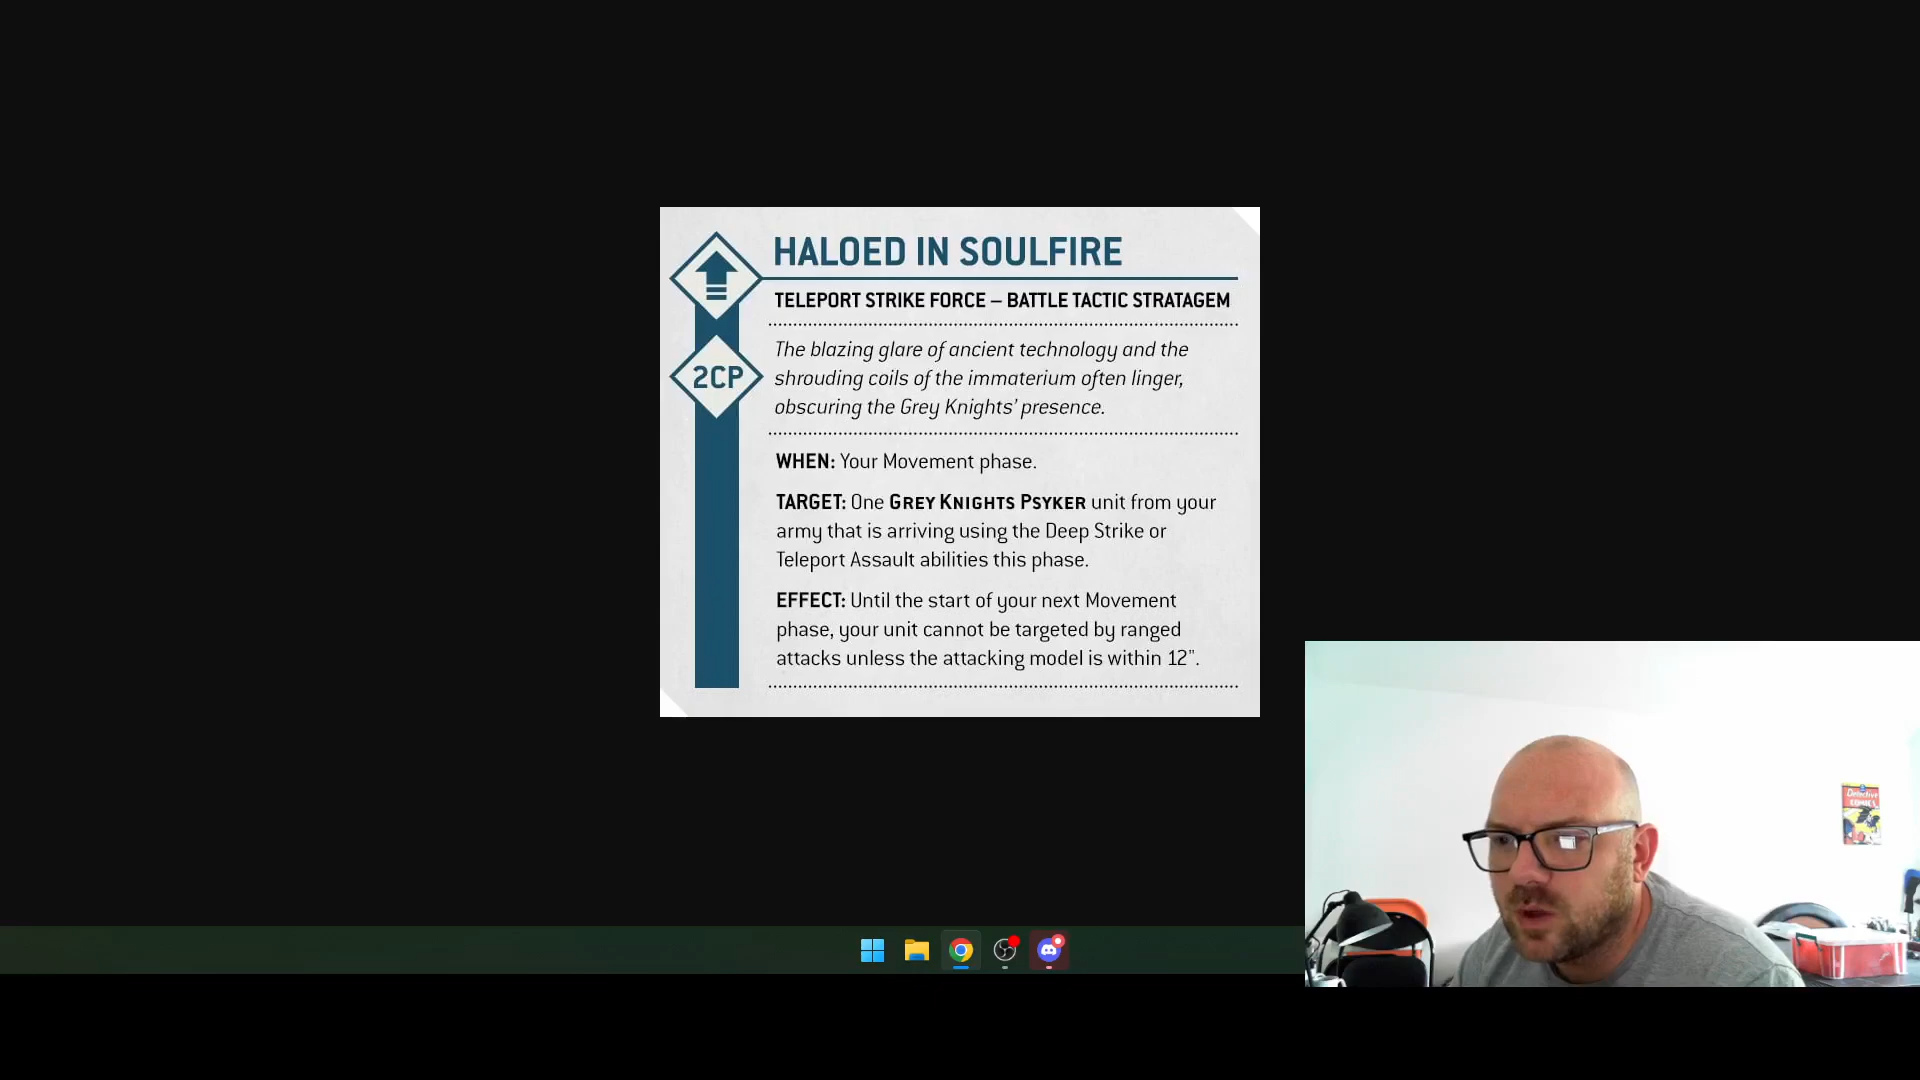 HALOED IN SOULFIRE
TELEPORT STRIKE FORCE – BATTLE TACTIC STRATAGEM
2CP
The blazing glare of ancient technology and the
shrouding coils of the immaterium often linger,
obscuring the Grey Knights’ presence.
WHEN: Your Movement phase.
TARGET: One GREY KNIGHTS PSYKER unit from your
army that is arriving using the Deep Strike or
Teleport Assault abilities this phase.
EFFECT: Until the start of your next Movement
phase, your unit cannot be targeted by ranged
attacks unless the attacking model is within 12".
Detective
COMICS